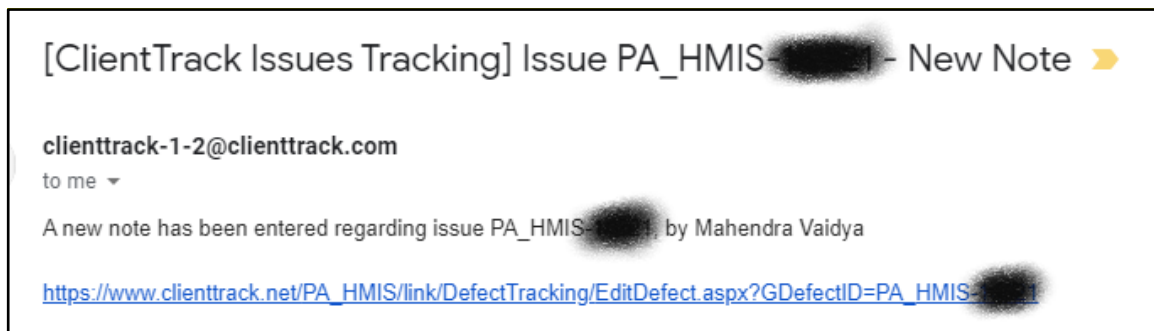 [ClientTrack Issues Tracking] Issue PA_HMIS- - New Note
clienttrack-1-2@clienttrack.com
to me
A new note has been entered regarding issue PA_HMIS- by Mahendra Vaidya
https://www.clienttrack.net/PA_HMIS/link/DefectTracking/EditDefect.aspx?GDefectID=PA_HMIS-